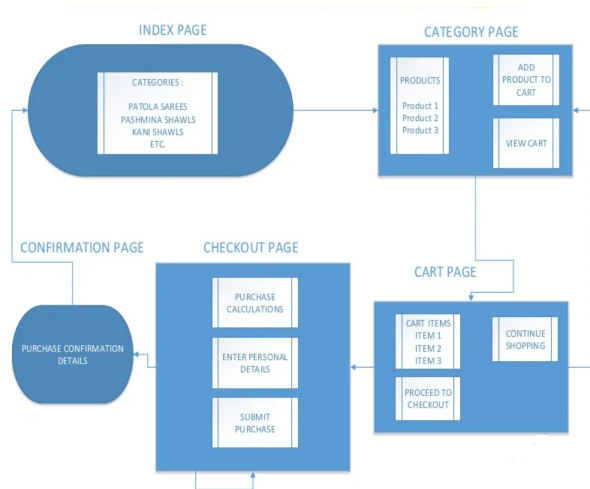 INDEX PAGE
CATEGORIES :
PATOLA SAREES
PASHMINA SHAWLS
KANI SHAWLS
ETC.
CATEGORY PAGE
PRODUCTS
Product 1
Product 2
Product 3
ADD
PRODUCT TO
CART
VIEW CART
CONFIRMATION PAGE
PURCHASE CONFIRMATION
DETAILS
CHECKOUT PAGE
PURCHASE
CALCULATIONS
ENTER PERSONAL
DETAILS
SUBMIT
PURCHASE
CART PAGE
CART ITEMS
ITEM 1
ITEM 2
ITEM 3
CONTINUE
SHOPPING
PROCEED TO
CHECKOUT